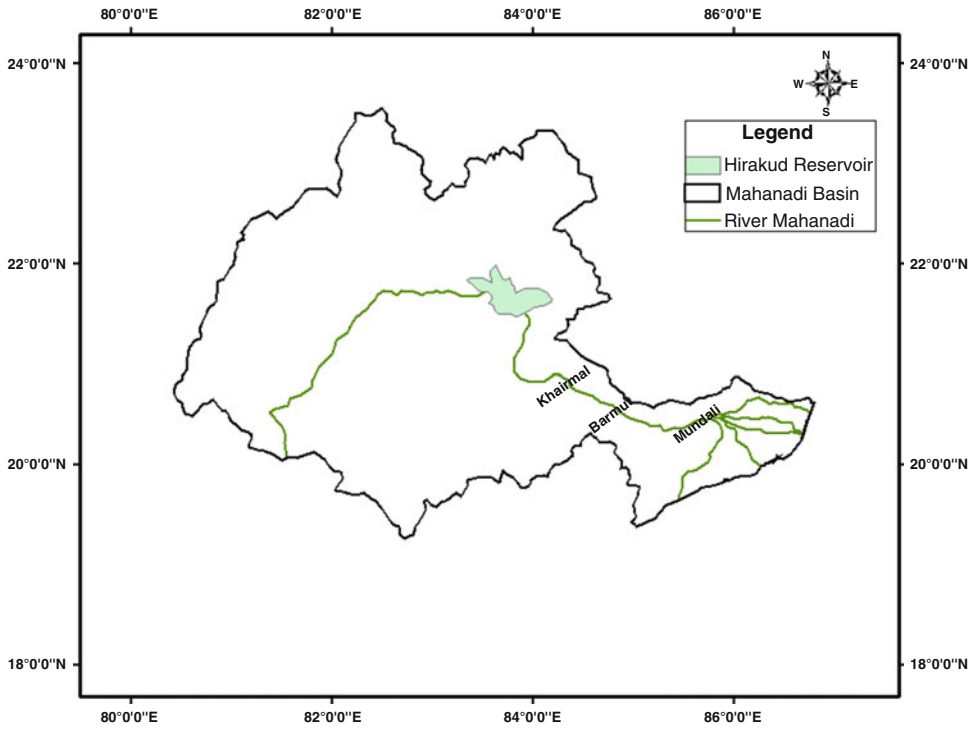 80°0'0"E 82°0'0"E 84°0'0"E 86°0'0"E
24°0'0"N 24°0'0"N
N
W E
S
Legend
Hirakud Reservoir
Mahanadi Basin
River Mahanadi
22°0'0"N 22°0'0"N
Khairmal
Barmul
Mundali
20°0'0"N 20°0'0"N
18°0'0"N 18°0'0"N
80°0'0"E 82°0'0"E 84°0'0"E 86°0'0"E